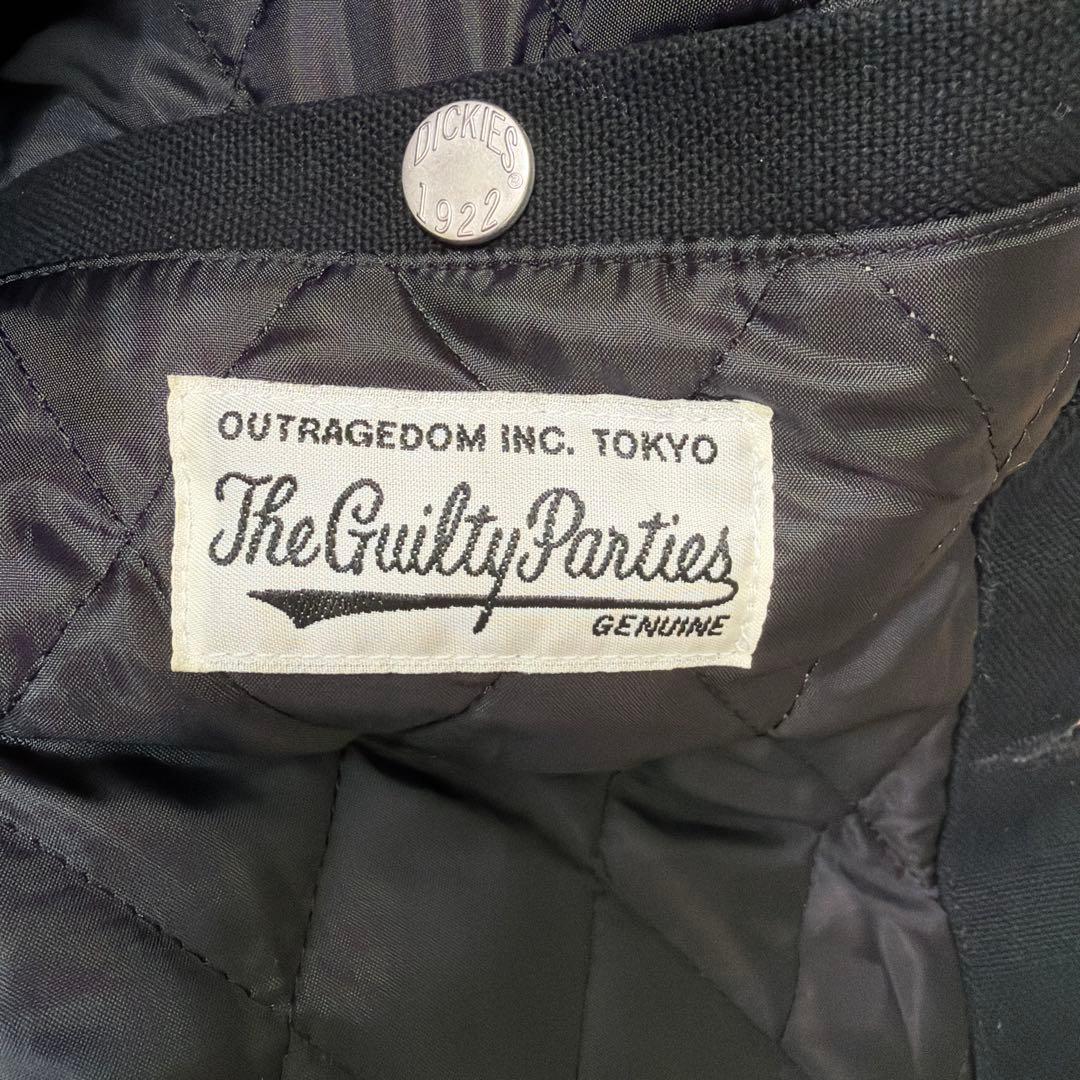 DICKIES®
1922
OUTRAGEDOM INC. TOKYO
The Guilty Parties
GENUINE